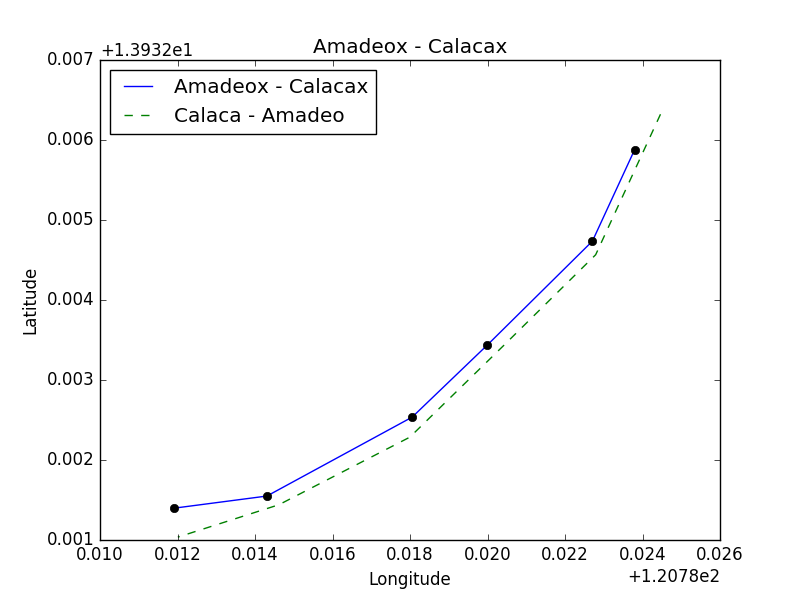 Amadeox - Calacax
+1.3932e1
Amadeox - Calacax
Calaca - Amadeo
0.007
0.006
0.005
0.004
0.003
0.002
0.001
Latitude
0.010 0.012 0.014 0.016 0.018 0.020 0.022 0.024 0.026
Longitude
+1.2078e2